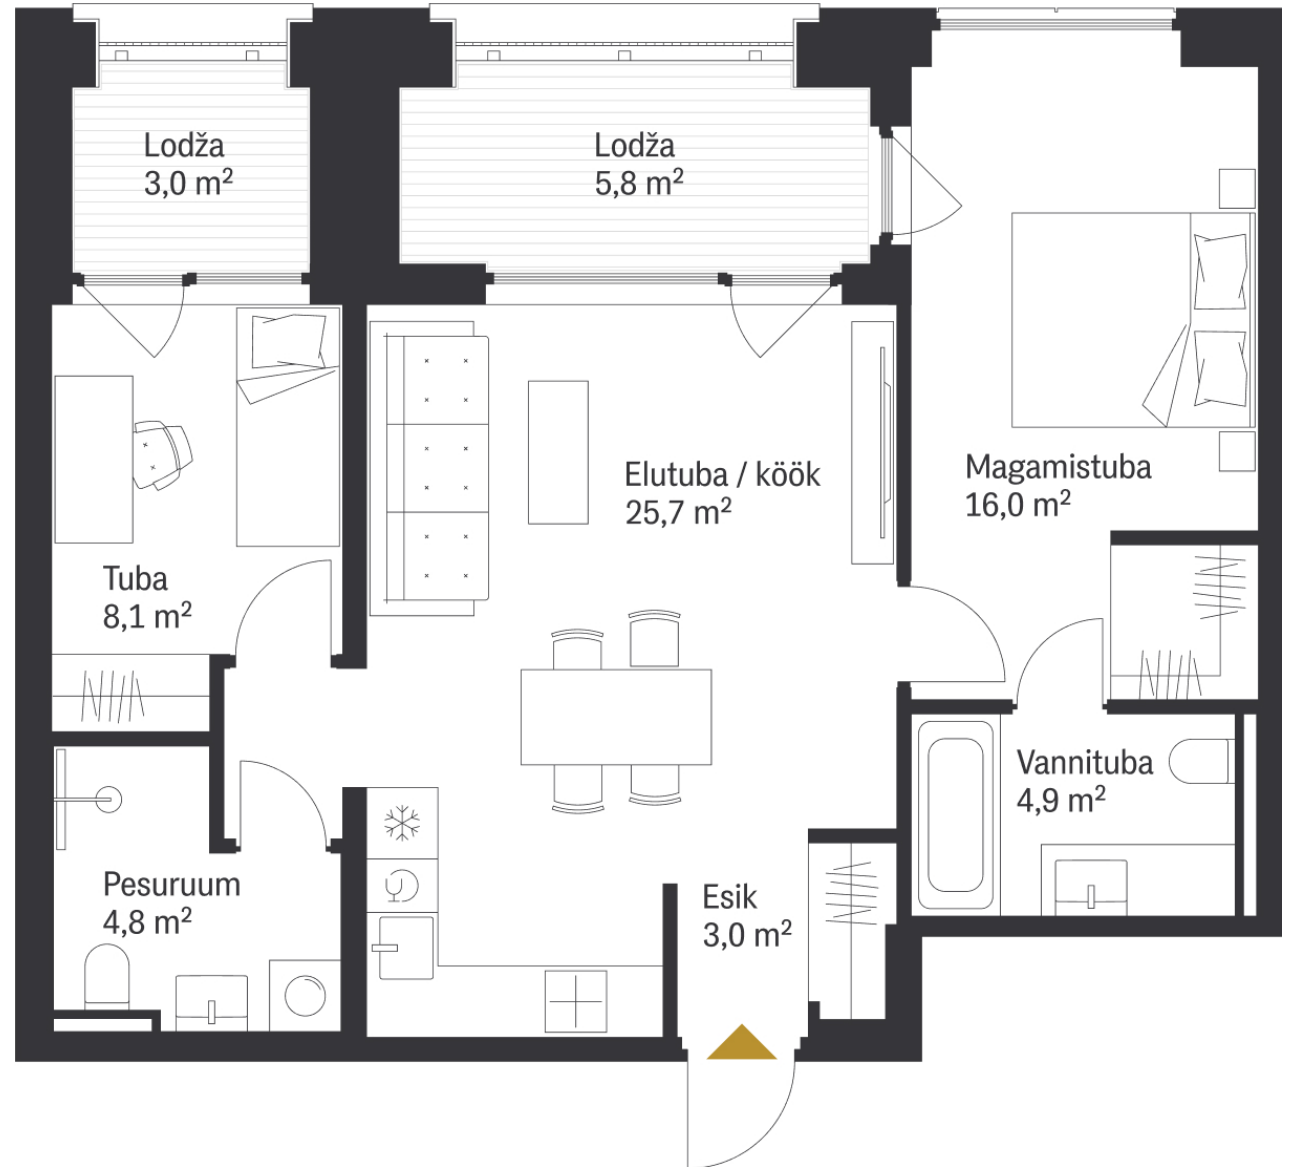 Lodža
3,0 m²
Lodža
5,8 m²
Elutuba / köök
25,7 m²
Magamistuba
16,0 m²
Tuba
8,1 m²
Vannituba
4,9 m²
Pesuruum
4,8 m²
Esik
3,0 m²